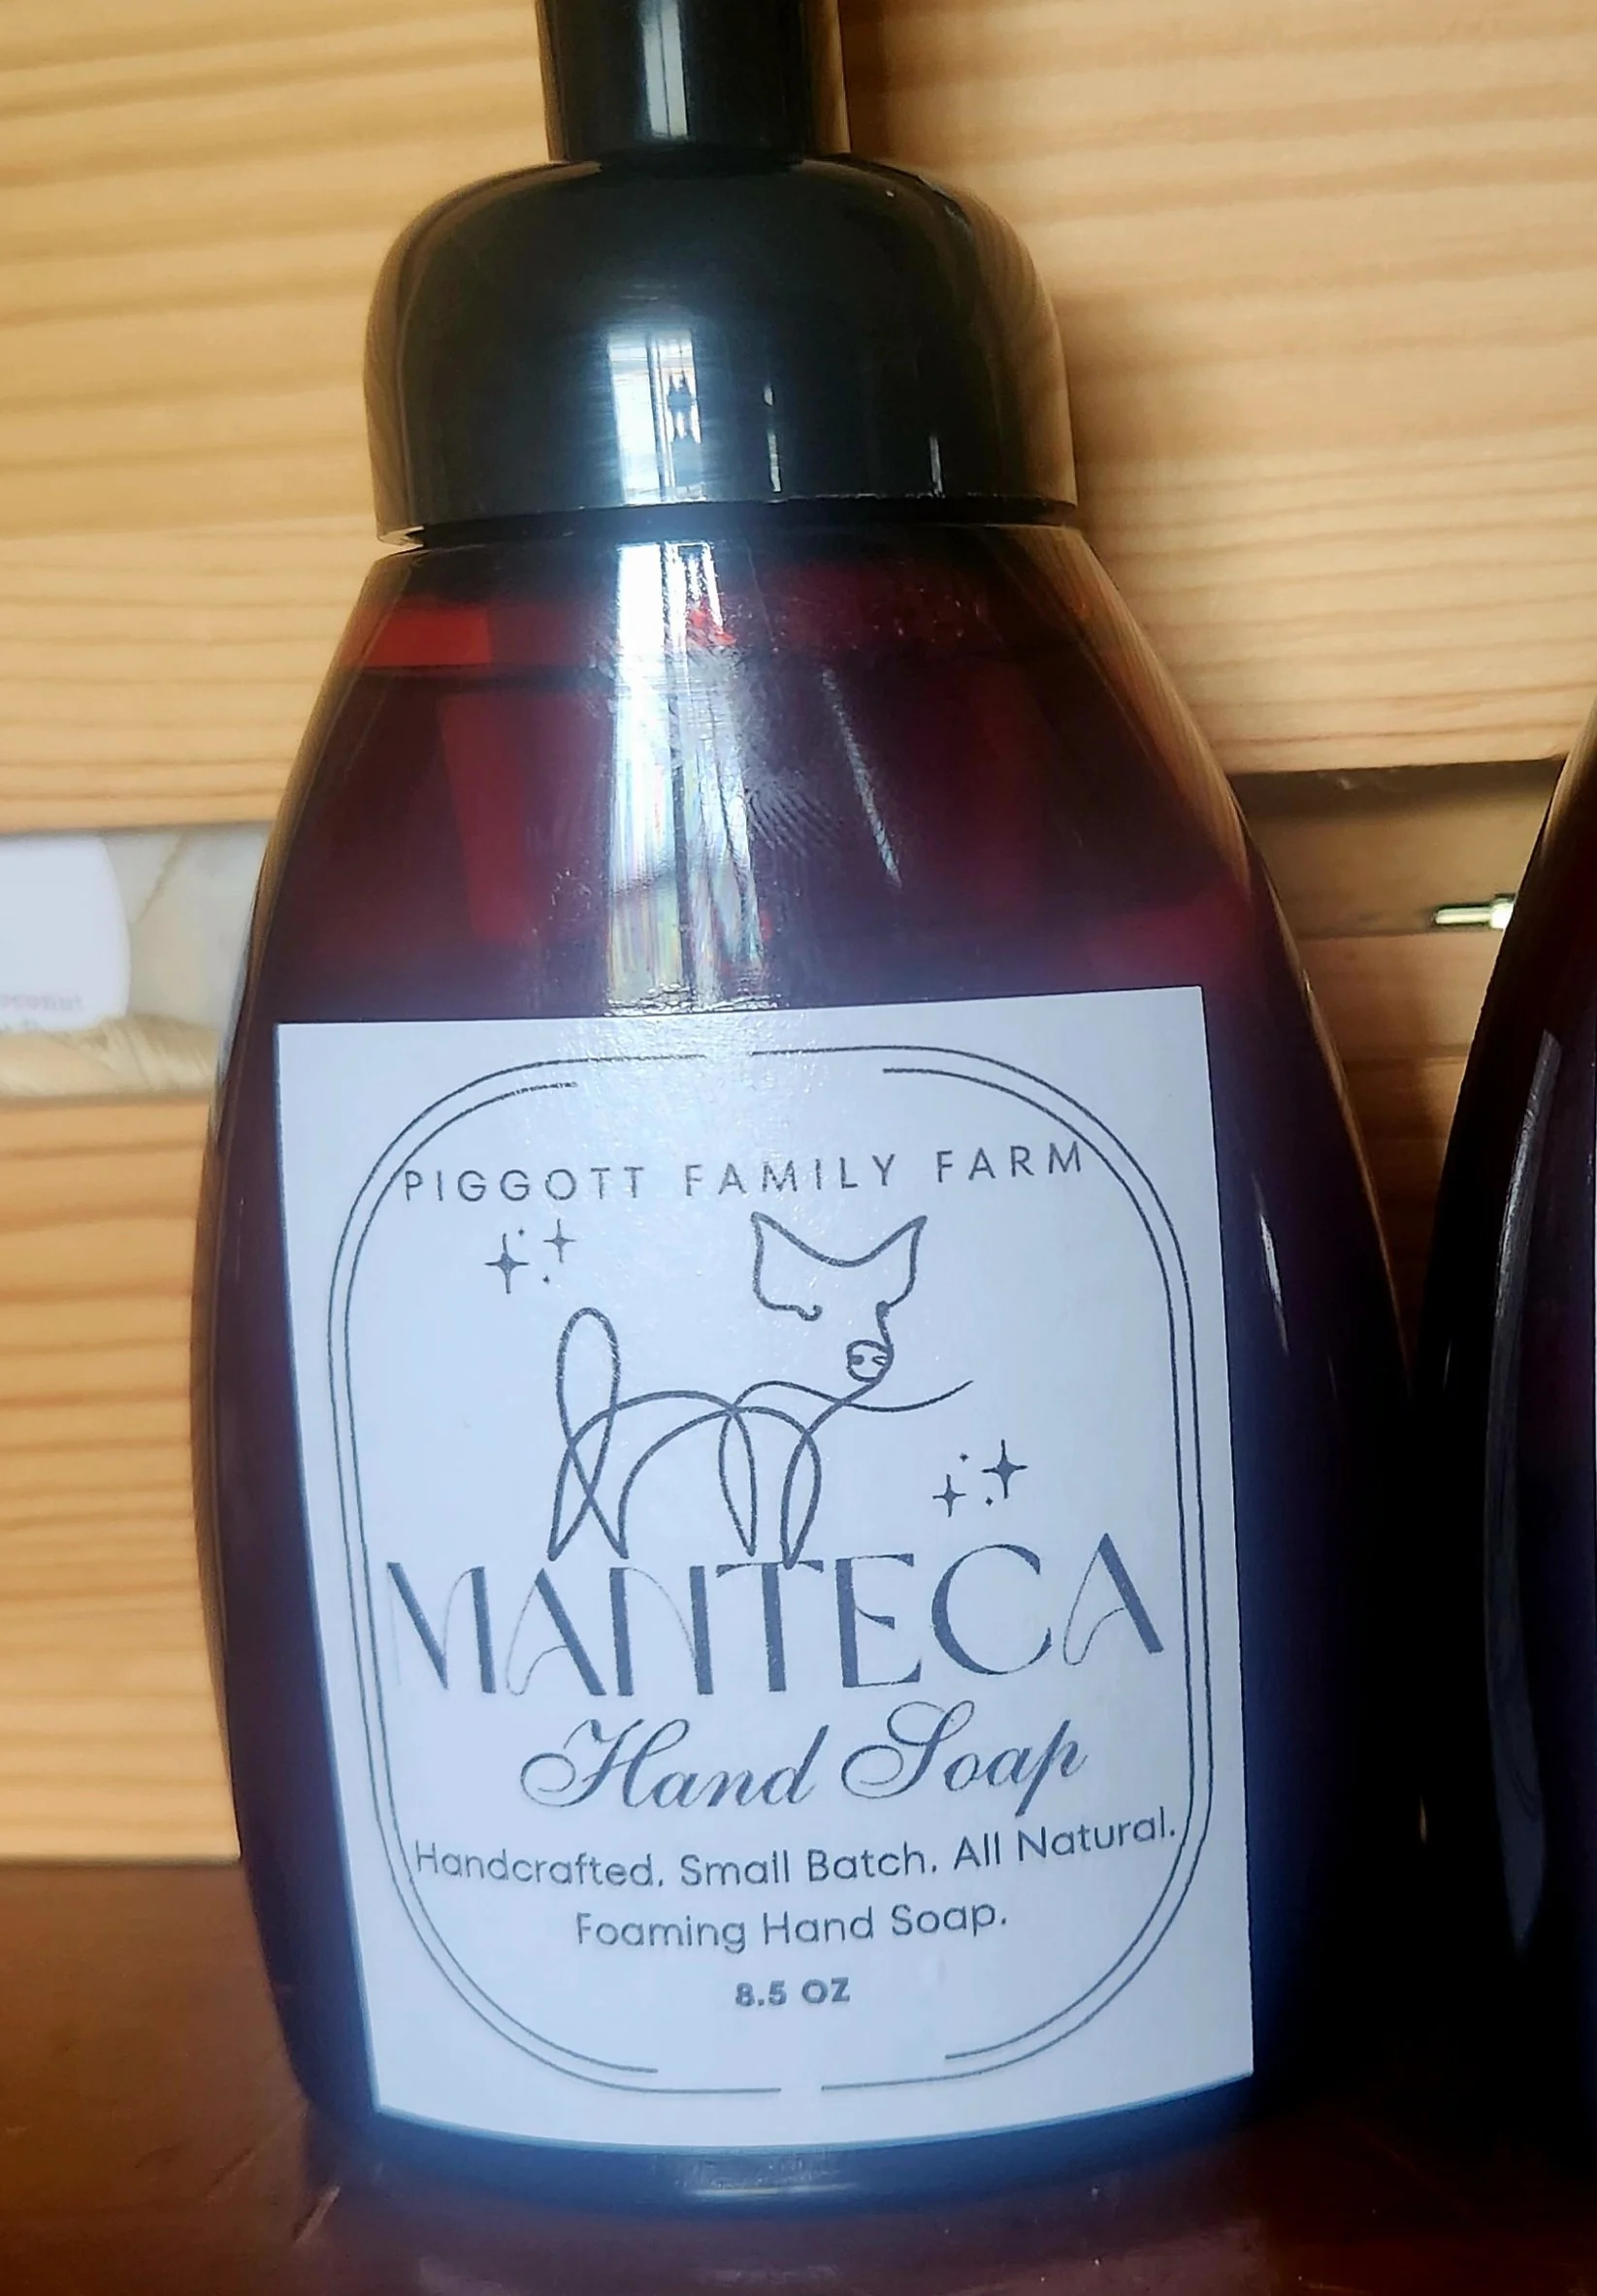 PIGGOTT FAMILY FARM
MANTECA
Hand Soap
Handcrafted. Small Batch. All Natural.
Foaming Hand Soap.
8.5 OZ